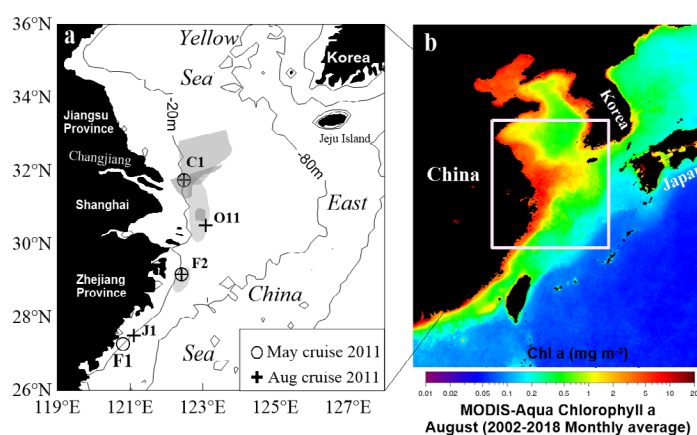 36°N
34°N
32°N
30°N
28°N
26°N
119°E
121°E
123°E
125°E
127°E
a
Yellow
Sea
Korea
Jiangsu
Province
-20m
Jeju Island
Changjiang
C1
-80m
Shanghai
O11
East
F2
Zhejiang
Province
China
J1
F1
Sea
May cruise 2011
Aug cruise 2011
b
Korea
China
Japan
Chl a (mg m⁻³)
0.01 0.02 0.05 0.1 0.2 0.5 1 2 5 10 20
MODIS-Aqua Chlorophyll a
August (2002-2018 Monthly average)